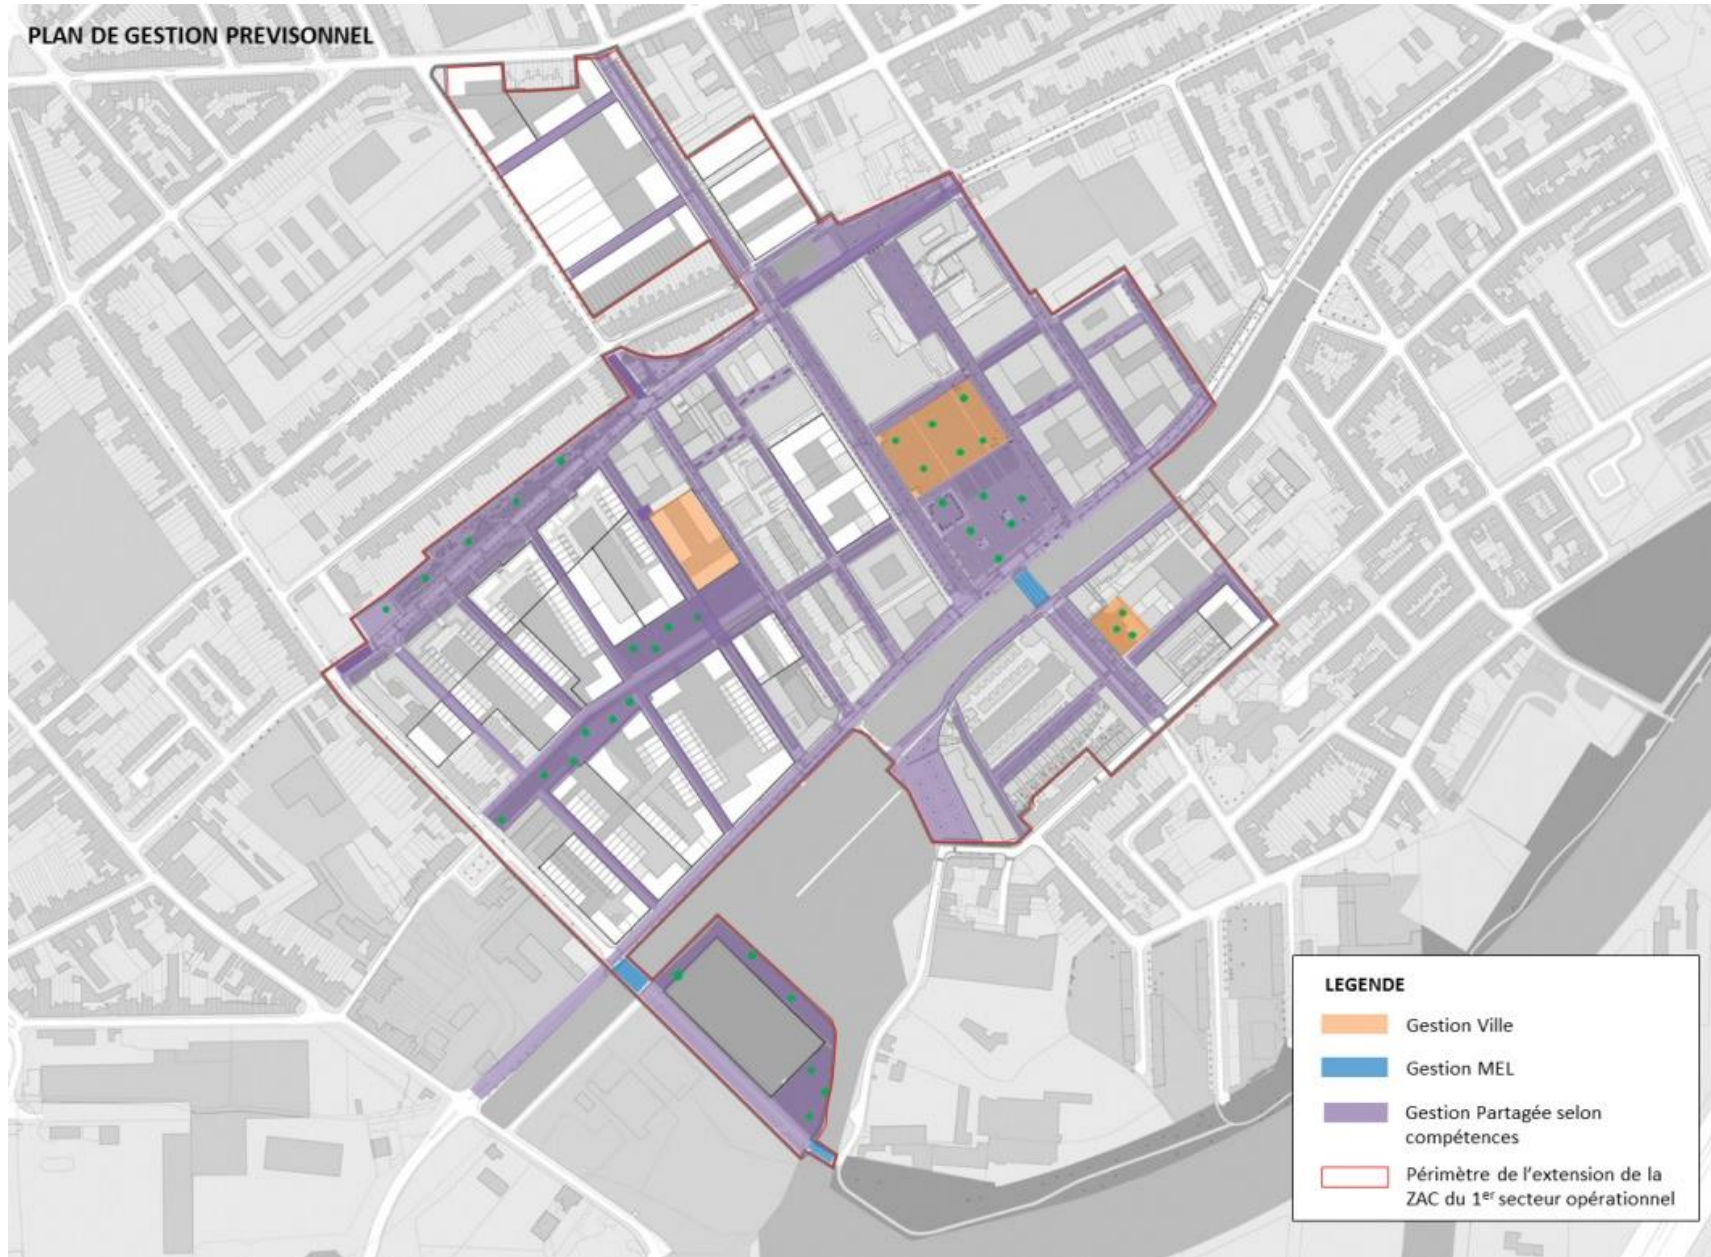 PLAN DE GESTION PREVISONNEL
LEGENDE
Gestion Ville
Gestion MEL
Gestion Partagée selon
compétences
Périmètre de l'extension de la
ZAC du 1er secteur opérationnel